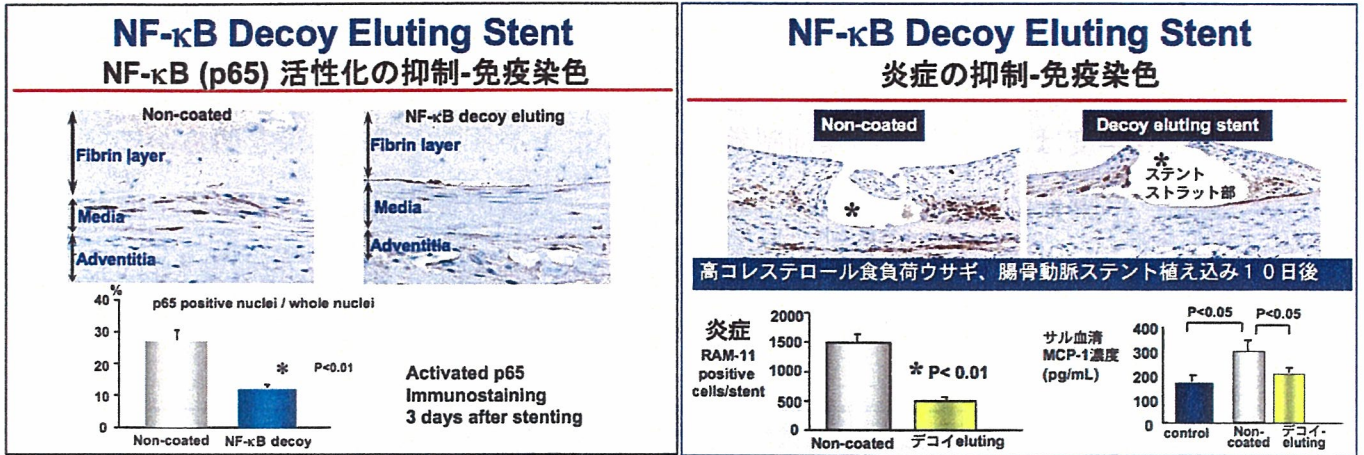 NF-κB Decoy Eluting Stent
NF-κB (p65) 活性化の抑制-免疫染色
Non-coated
NF-κB decoy eluting
Fibrin layer
Fibrin layer
Media
Media
Adventitia
Adventitia
%
p65 positive nuclei / whole nuclei
40
30
20
10
0
*
P<0.01
Non-coated
NF-κB decoy
Activated p65
Immunostaining
3 days after stenting
NF-κB Decoy Eluting Stent
炎症の抑制-免疫染色
Non-coated
Decoy eluting stent
*
*
ステント
ストラット部
高コレステロール食負荷ウサギ、腸骨動脈ステント植え込み10日後
炎症
RAM-11
positive
cells/stent
2000
1500
1000
500
0
* P< 0.01
Non-coated
デコイeluting
サル血清
MCP-1濃度
(pg/mL)
P<0.05
P<0.05
400
300
200
100
0
control
Non-
coated
デコイ-
eluting